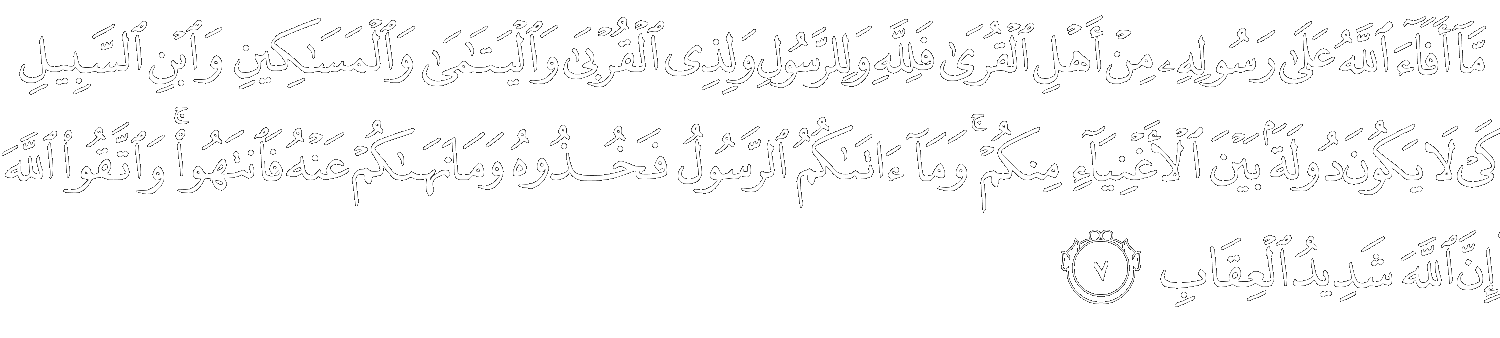 مَّآ أَفَآءَ ٱللَّهُ عَلَىٰ رَسُولِهِۦ مِنْ أَهْلِ ٱلْقُرَىٰ فَلِلَّهِ وَلِلرَّسُولِ وَلِذِى ٱلْقُرْبَىٰ وَٱلْيَتَـٰمَىٰ وَٱلْمَسَـٰكِينِ وَٱبْنِ ٱلسَّبِيلِ
كَىْ لَا يَكُونَ دُولَةًۢ بَيْنَ ٱلْأَغْنِيَآءِ مِنكُمْ ۚ وَمَآ ءَاتَىٰكُمُ ٱلرَّسُولُ فَخُذُوهُ وَمَا نَهَىٰكُمْ عَنْهُ فَٱنتَهُوا۟ ۚ وَٱتَّقُوا۟ ٱللَّهَ
إِنَّ ٱللَّهَ شَدِيدُ ٱلْعِقَابِ ٧